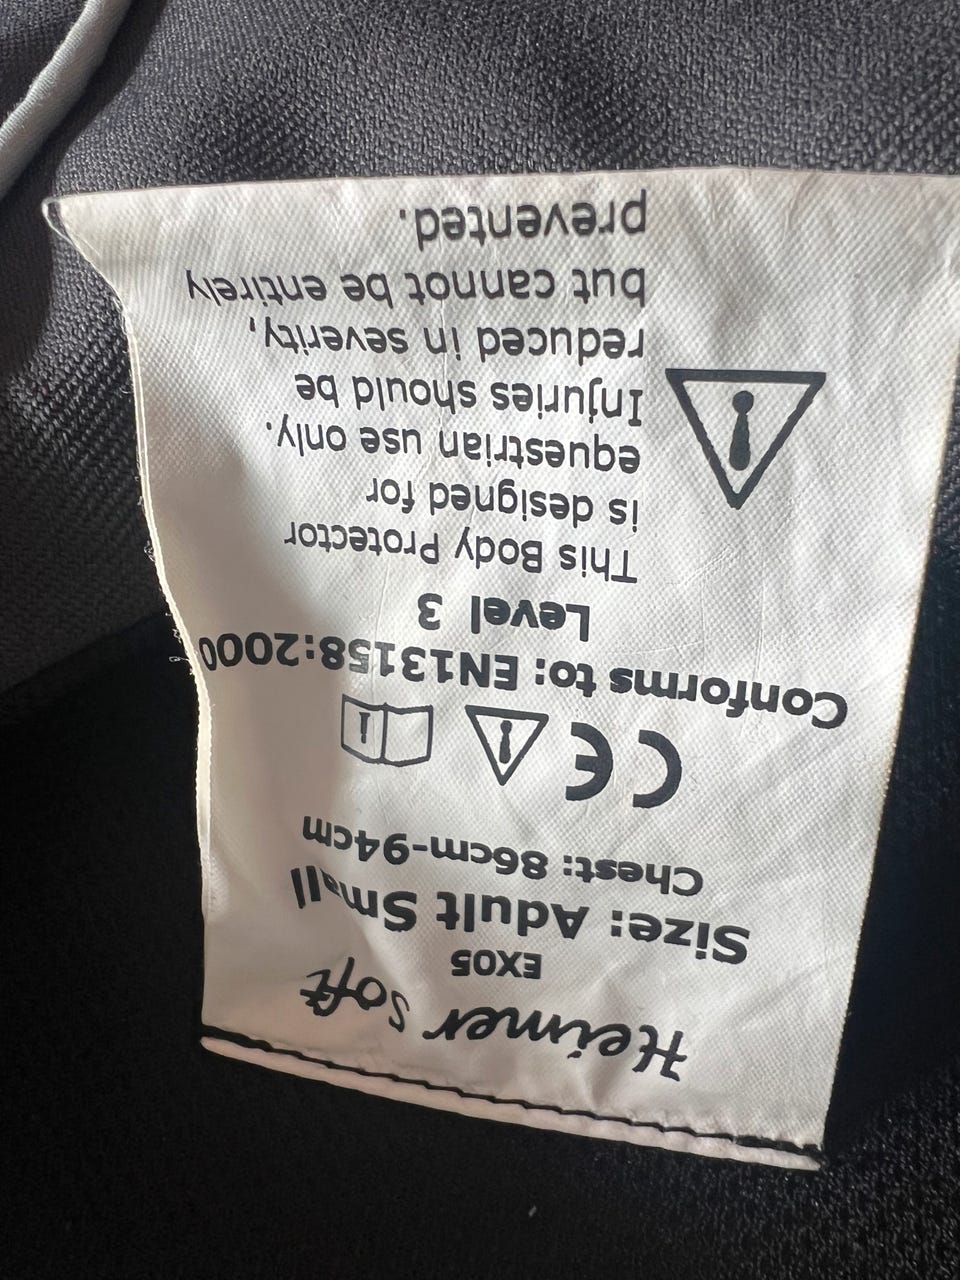 Heimer Soft
EX05
Size: Adult Small
Chest: 86cm-94cm
CE
Conforms to: EN13158:2000
Level 3
This Body Protector
is designed for
equestrian use only.
Injuries should be
reduced in severity,
but cannot be entirely
prevented.